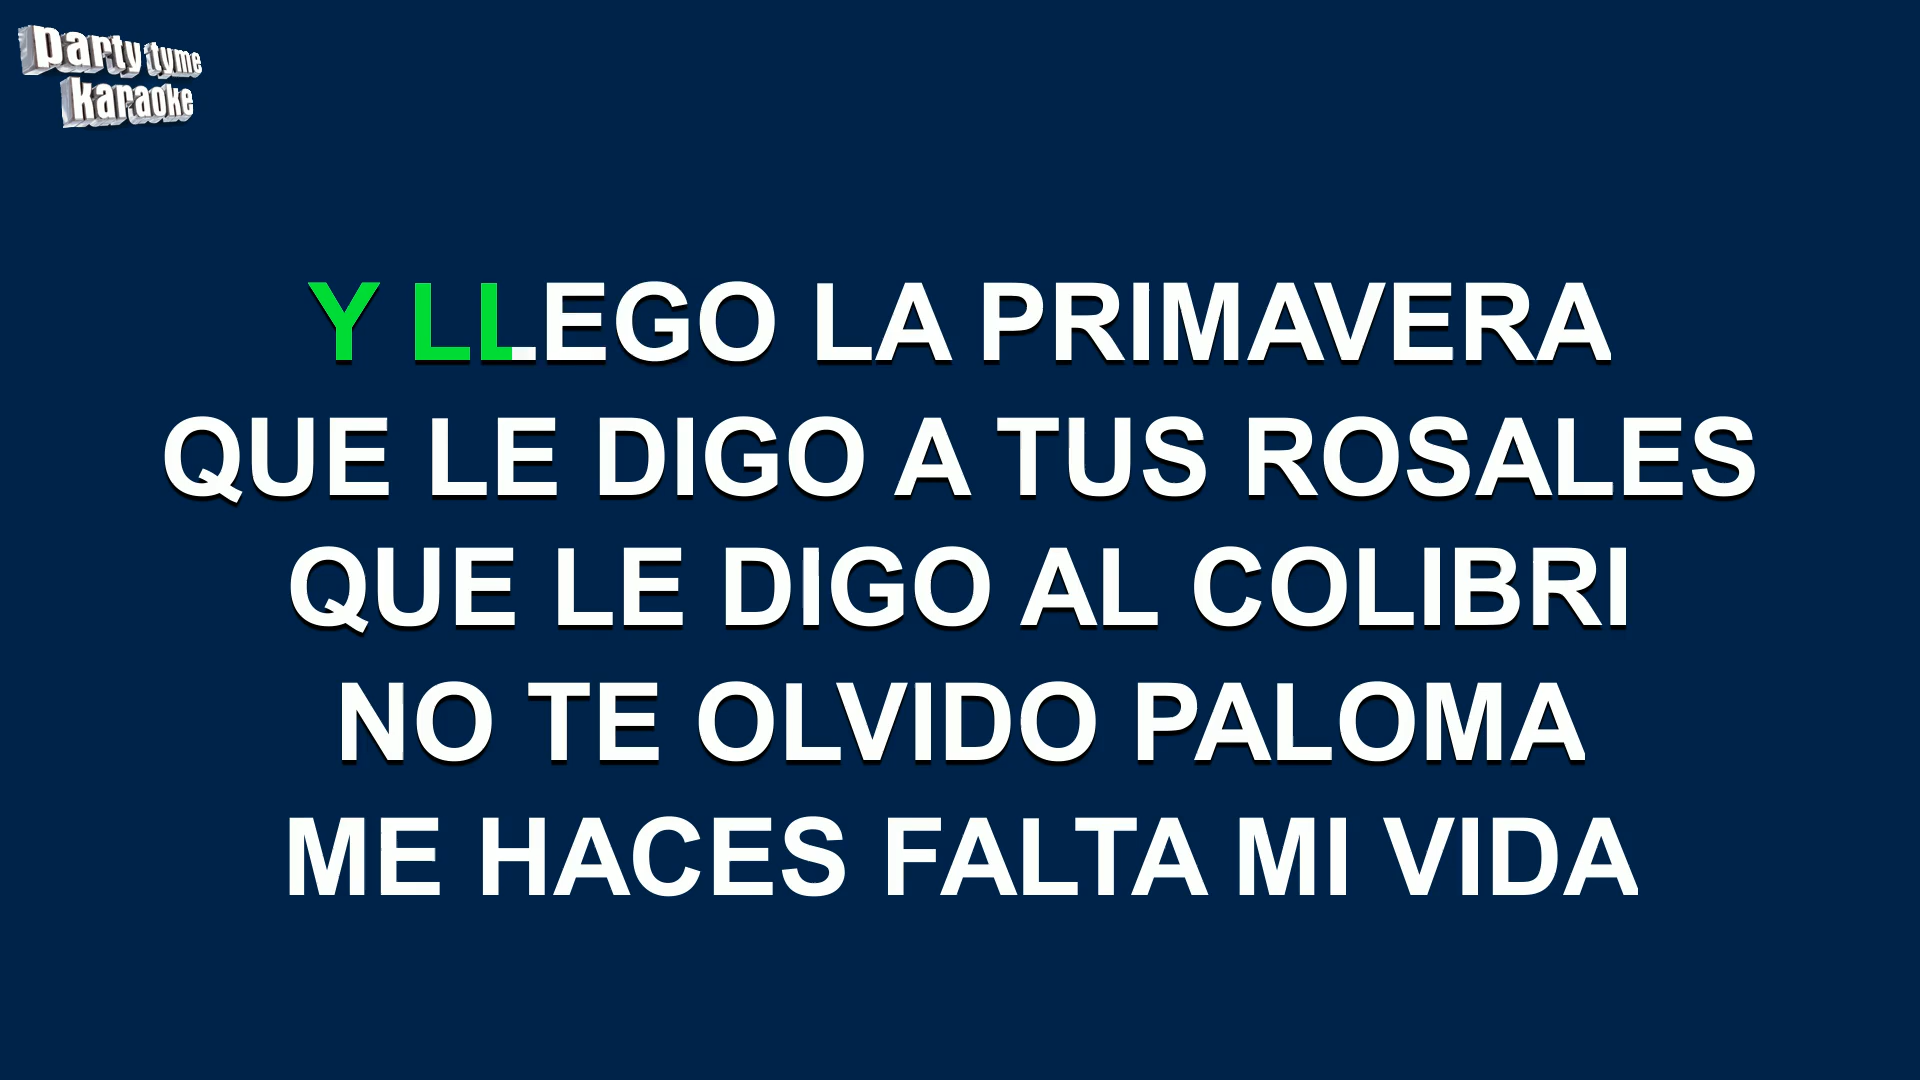 party tyme
karaoke
Y LLEGO LA PRIMAVERA
QUE LE DIGO A TUS ROSALES
QUE LE DIGO AL COLIBRI
NO TE OLVIDO PALOMA
ME HACES FALTA MI VIDA